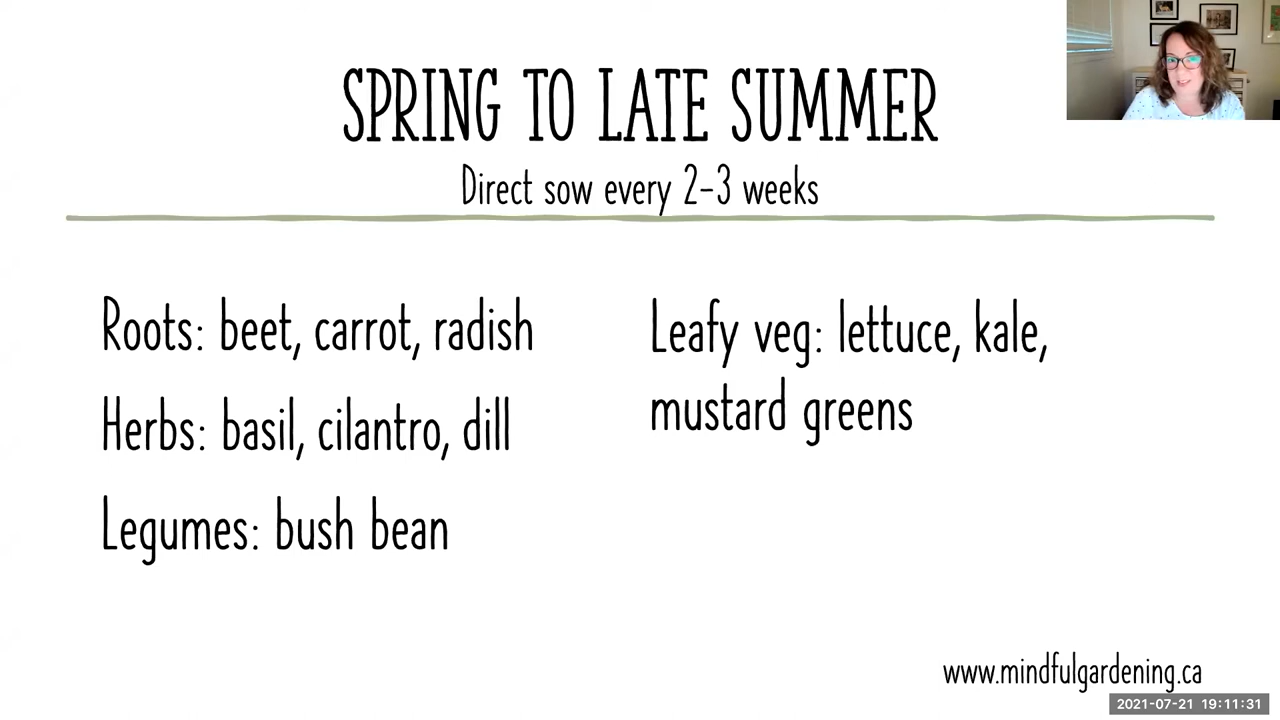 SPRING TO LATE SUMMER
Direct sow every 2-3 weeks
Roots: beet, carrot, radish
Herbs: basil, cilantro, dill
Legumes: bush bean
Leafy veg: lettuce, kale,
mustard greens
www.mindfulgardening.ca
2021-07-21 19:11:31